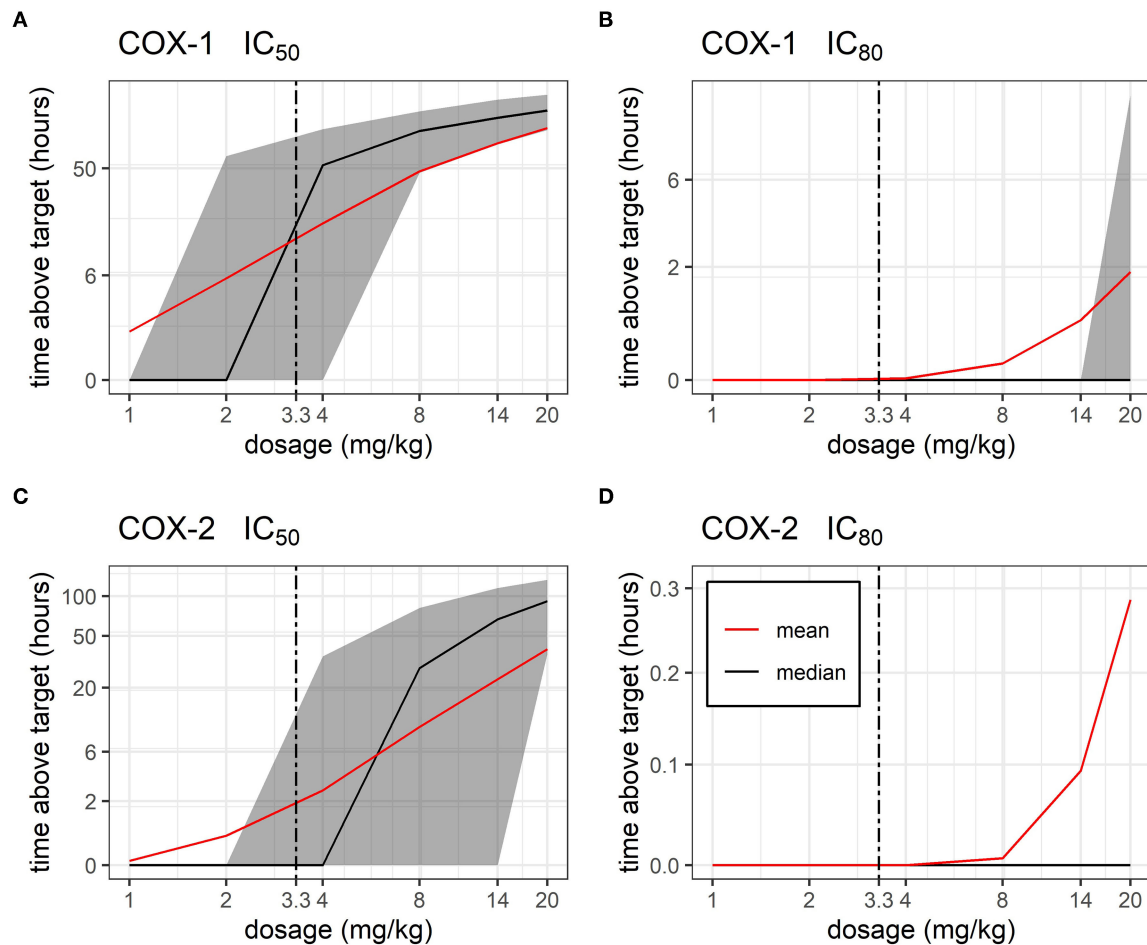 A
COX-1 IC₅₀
time above target (hours)
50
6
0
1 2 3.3 4 8 14 20
dosage (mg/kg)
B
COX-1 IC₈₀
time above target (hours)
6
2
0
1 2 3.3 4 8 14 20
dosage (mg/kg)
C
COX-2 IC₅₀
time above target (hours)
100
50
20
6
2
0
1 2 3.3 4 8 14 20
dosage (mg/kg)
D
COX-2 IC₈₀
time above target (hours)
0.3
0.2
0.1
0.0
mean
median
1 2 3.3 4 8 14 20
dosage (mg/kg)